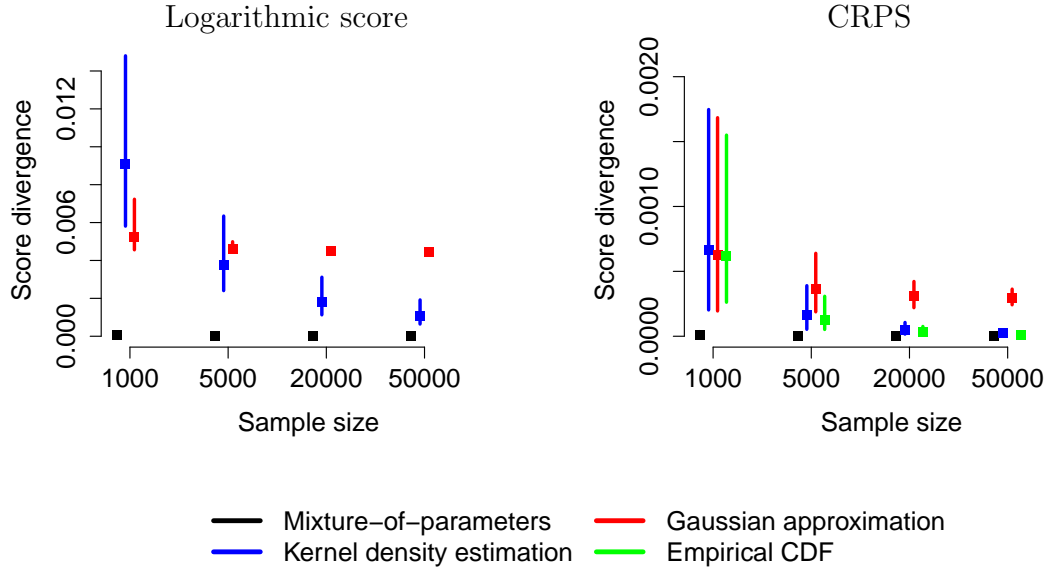 Logarithmic score
Score divergence
0.012
0.006
0.000
1000 5000 20000 50000
Sample size
CRPS
Score divergence
0.0020
0.0010
0.0000
1000 5000 20000 50000
Sample size
Mixture−of−parameters
Kernel density estimation
Gaussian approximation
Empirical CDF